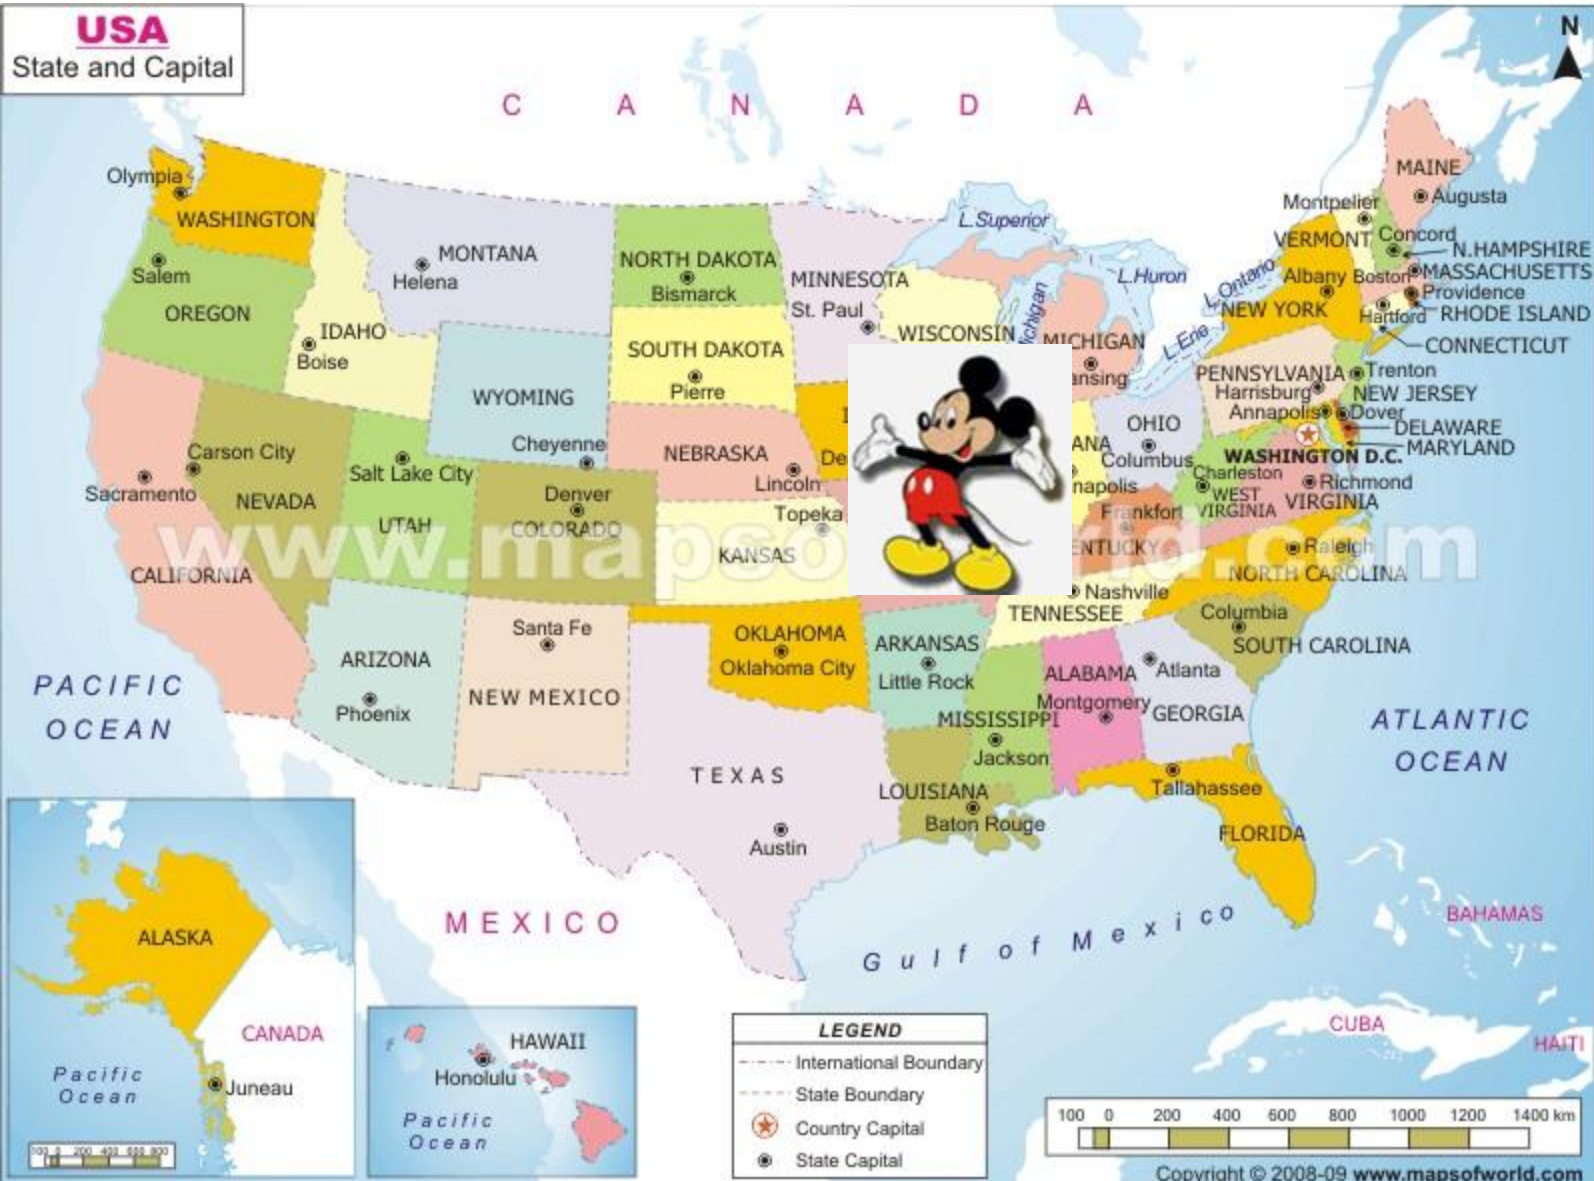 USA
State and Capital
N
C A N A D A
Olympia
WASHINGTON
Salem
OREGON
IDAHO
Boise
MONTANA
Helena
NORTH DAKOTA
Bismarck
MINNESOTA
St. Paul
L.Superior
WISCONSIN
L.Huron
MICHIGAN
L.Ontario
L.Erie
MAINE
Augusta
Montpelier
VERMONT
Concord
N.HAMPSHIRE
Albany
Boston
MASSACHUSETTS
Providence
NEW YORK
Hartford
RHODE ISLAND
CONNECTICUT
SOUTH DAKOTA
Pierre
WYOMING
Cheyenne
NEBRASKA
Lincoln
PENNSYLVANIA
Harrisburg
Trenton
NEW JERSEY
Annapolis
Dover
DELAWARE
MARYLAND
WASHINGTON D.C.
OHIO
Columbus
Charleston
WEST
VIRGINIA
Richmond
VIRGINIA
Carson City
NEVADA
Sacramento
CALIFORNIA
Salt Lake City
UTAH
Denver
COLORADO
Topeka
KANSAS
Frankfort
Raleigh
NORTH CAROLINA
Nashville
TENNESSEE
Columbia
SOUTH CAROLINA
ARIZONA
Phoenix
Santa Fe
NEW MEXICO
OKLAHOMA
Oklahoma City
ARKANSAS
Little Rock
ALABAMA
Montgomery
Atlanta
GEORGIA
MISSISSIPPI
Jackson
TEXAS
Austin
LOUISIANA
Baton Rouge
Tallahassee
FLORIDA
PACIFIC
OCEAN
ATLANTIC
OCEAN
MEXICO
Gulf of Mexico
BAHAMAS
CUBA
HAITI
ALASKA
CANADA
Juneau
Pacific
Ocean
100 0 200 400 600 800
HAWAII
Honolulu
Pacific
Ocean
LEGEND
International Boundary
State Boundary
Country Capital
State Capital
100 0 200 400 600 800 1000 1200 1400 km
Copyright © 2008-09 www.mapsofworld.com